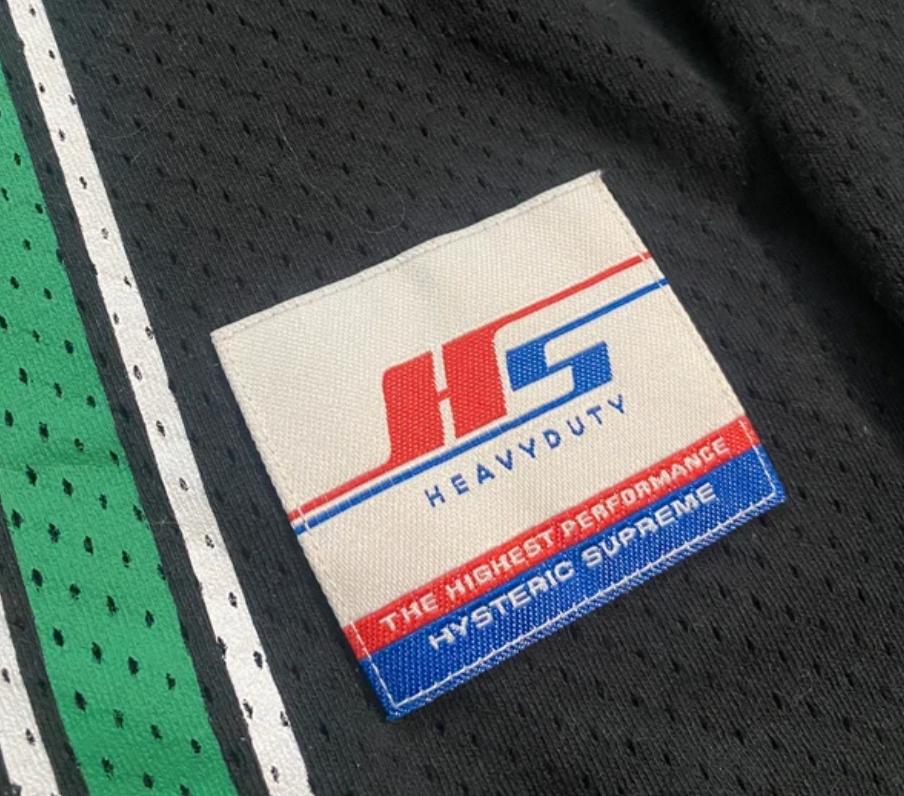 HS
HEAVYDUTY
THE HIGHEST PERFORMANCE
HYSTERIC SUPREME